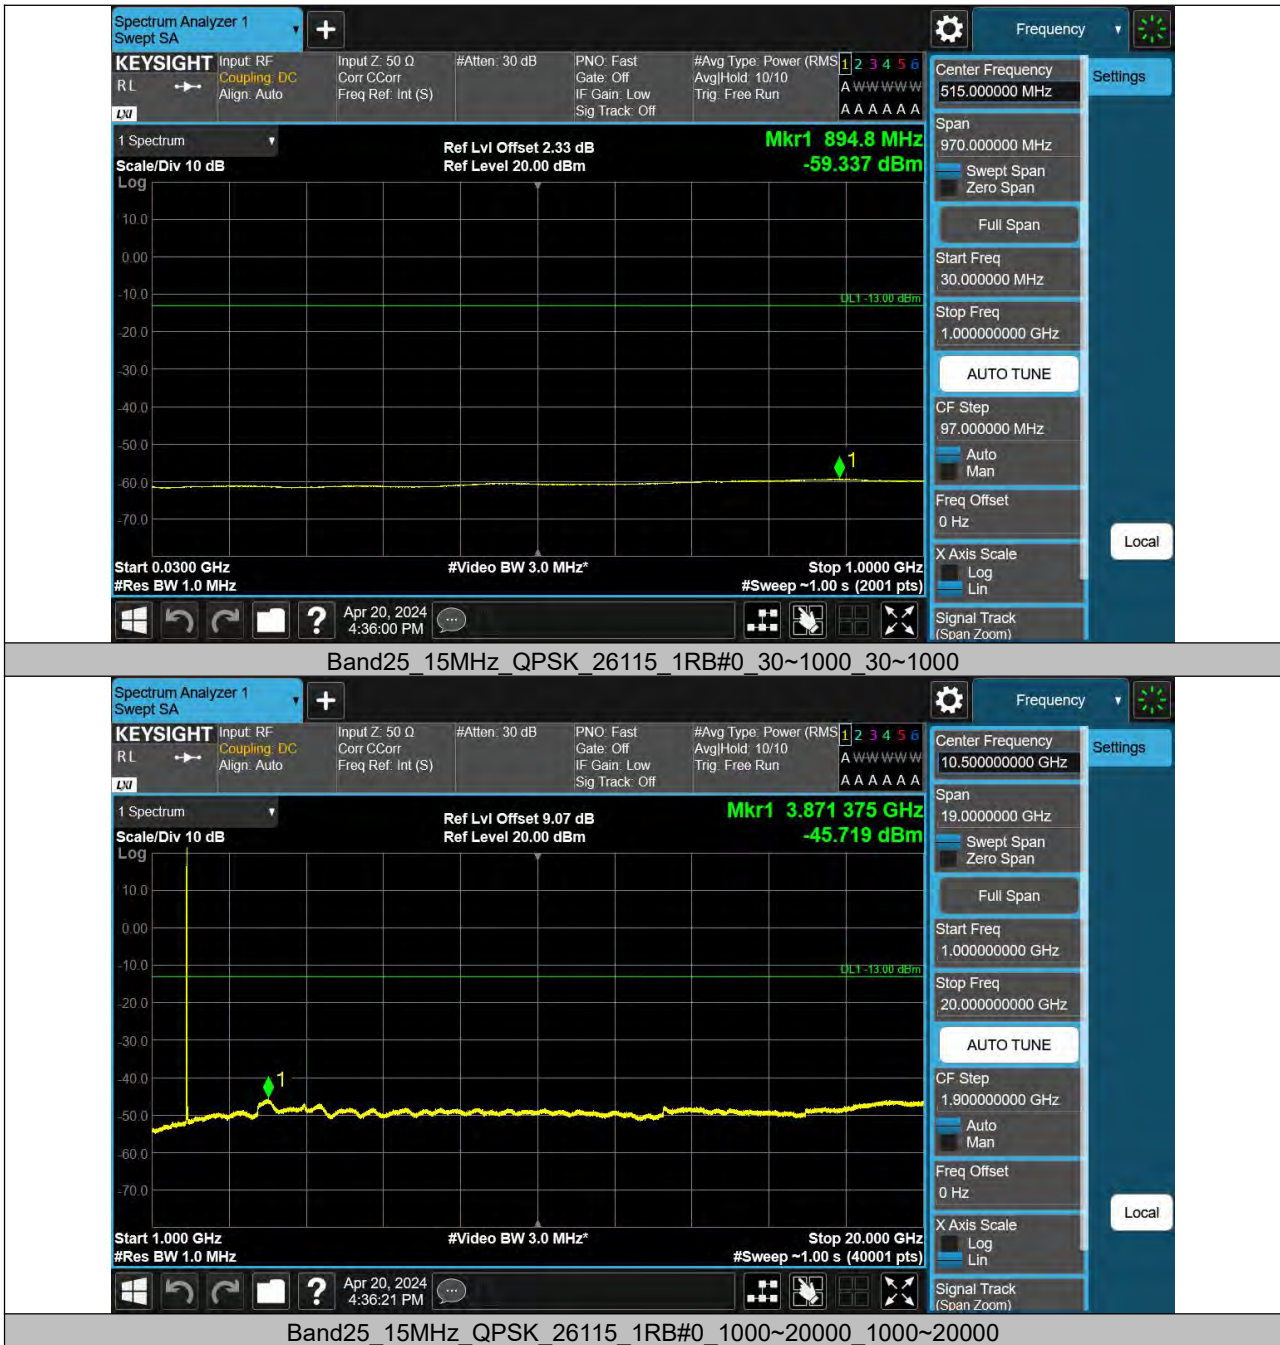 Spectrum Analyzer 1
Swept SA
Frequency
KEYSIGHT
RL
LXI
Input: RF
Coupling: DC
Align: Auto
Input Z: 50 Ω
Corr CCorr
Freq Ref: Int (S)
#Atten: 30 dB
PNO: Fast
Gate: Off
IF Gain: Low
Sig Track: Off
#Avg Type: Power (RMS
Avg|Hold: 10/10
Trig: Free Run
1 2 3 4 5 6
A W W W W W
A A A A A A
1 Spectrum
Scale/Div 10 dB
Log
Ref Lvl Offset 2.33 dB
Ref Level 20.00 dBm
Mkr1 894.8 MHz
-59.337 dBm
10.0
0.00
-10.0
-20.0
-30.0
-40.0
-50.0
-60.0
-70.0
DL1 -13.00 dBm
1
Start 0.0300 GHz
#Res BW 1.0 MHz
#Video BW 3.0 MHz*
Stop 1.0000 GHz
#Sweep ~1.00 s (2001 pts)
Apr 20, 2024
4:36:00 PM
Center Frequency
515.000000 MHz
Settings
Span
970.000000 MHz
Swept Span
Zero Span
Full Span
Start Freq
30.000000 MHz
Stop Freq
1.000000000 GHz
AUTO TUNE
CF Step
97.000000 MHz
Auto
Man
Freq Offset
0 Hz
X Axis Scale
Log
Lin
Signal Track
(Span Zoom)
Local
Band25_15MHz_QPSK_26115_1RB#0_30~1000_30~1000
Spectrum Analyzer 1
Swept SA
Frequency
KEYSIGHT
RL
LXI
Input: RF
Coupling: DC
Align: Auto
Input Z: 50 Ω
Corr CCorr
Freq Ref: Int (S)
#Atten: 30 dB
PNO: Fast
Gate: Off
IF Gain: Low
Sig Track: Off
#Avg Type: Power (RMS
Avg|Hold: 10/10
Trig: Free Run
1 2 3 4 5 6
A W W W W W
A A A A A A
1 Spectrum
Scale/Div 10 dB
Log
Ref Lvl Offset 9.07 dB
Ref Level 20.00 dBm
Mkr1 3.871 375 GHz
-45.719 dBm
10.0
0.00
-10.0
-20.0
-30.0
-40.0
-50.0
-60.0
-70.0
DL1 -13.00 dBm
1
Start 1.000 GHz
#Res BW 1.0 MHz
#Video BW 3.0 MHz*
Stop 20.000 GHz
#Sweep ~1.00 s (40001 pts)
Apr 20, 2024
4:36:21 PM
Center Frequency
10.500000000 GHz
Settings
Span
19.0000000 GHz
Swept Span
Zero Span
Full Span
Start Freq
1.000000000 GHz
Stop Freq
20.000000000 GHz
AUTO TUNE
CF Step
1.900000000 GHz
Auto
Man
Freq Offset
0 Hz
X Axis Scale
Log
Lin
Signal Track
(Span Zoom)
Local
Band25_15MHz_QPSK_26115_1RB#0_1000~20000_1000~20000